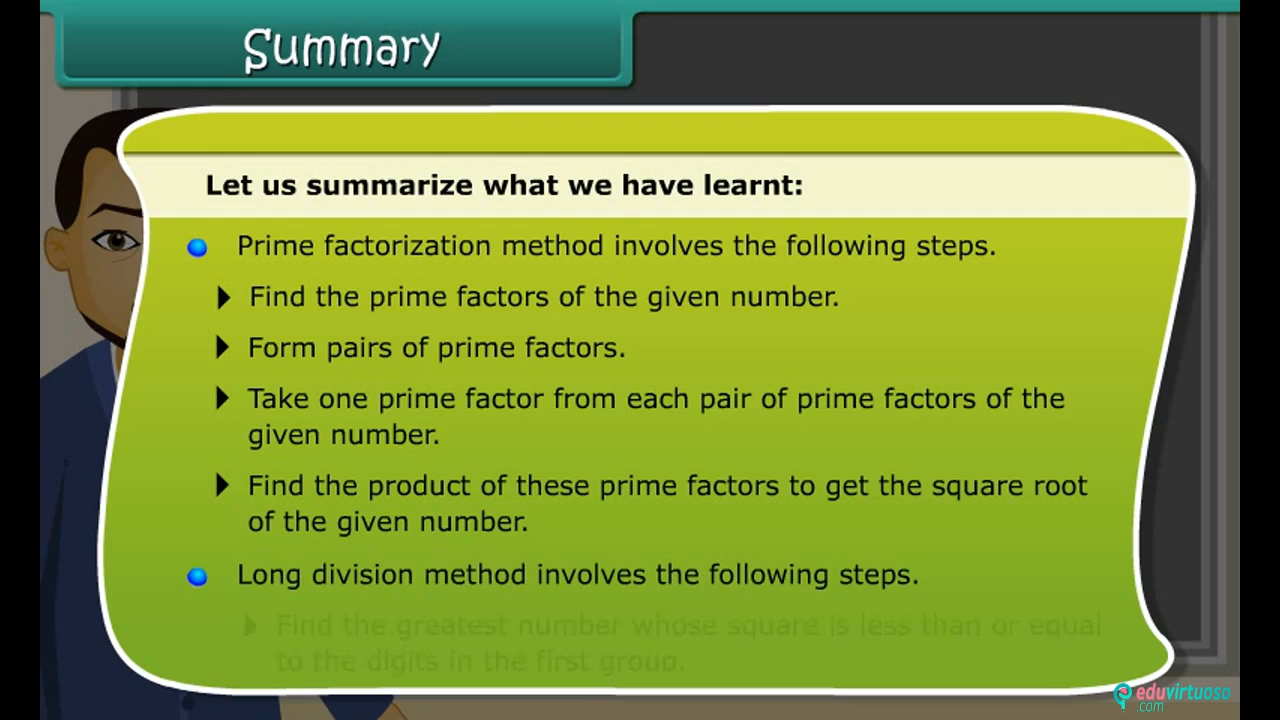 Summary
Let us summarize what we have learnt:
Prime factorization method involves the following steps.
Find the prime factors of the given number.
Form pairs of prime factors.
Take one prime factor from each pair of prime factors of the
given number.
Find the product of these prime factors to get the square root
of the given number.
Long division method involves the following steps.
Find the greatest number whose square is less than or equal
to the digits in the first group.
eduvirtuoso
.com